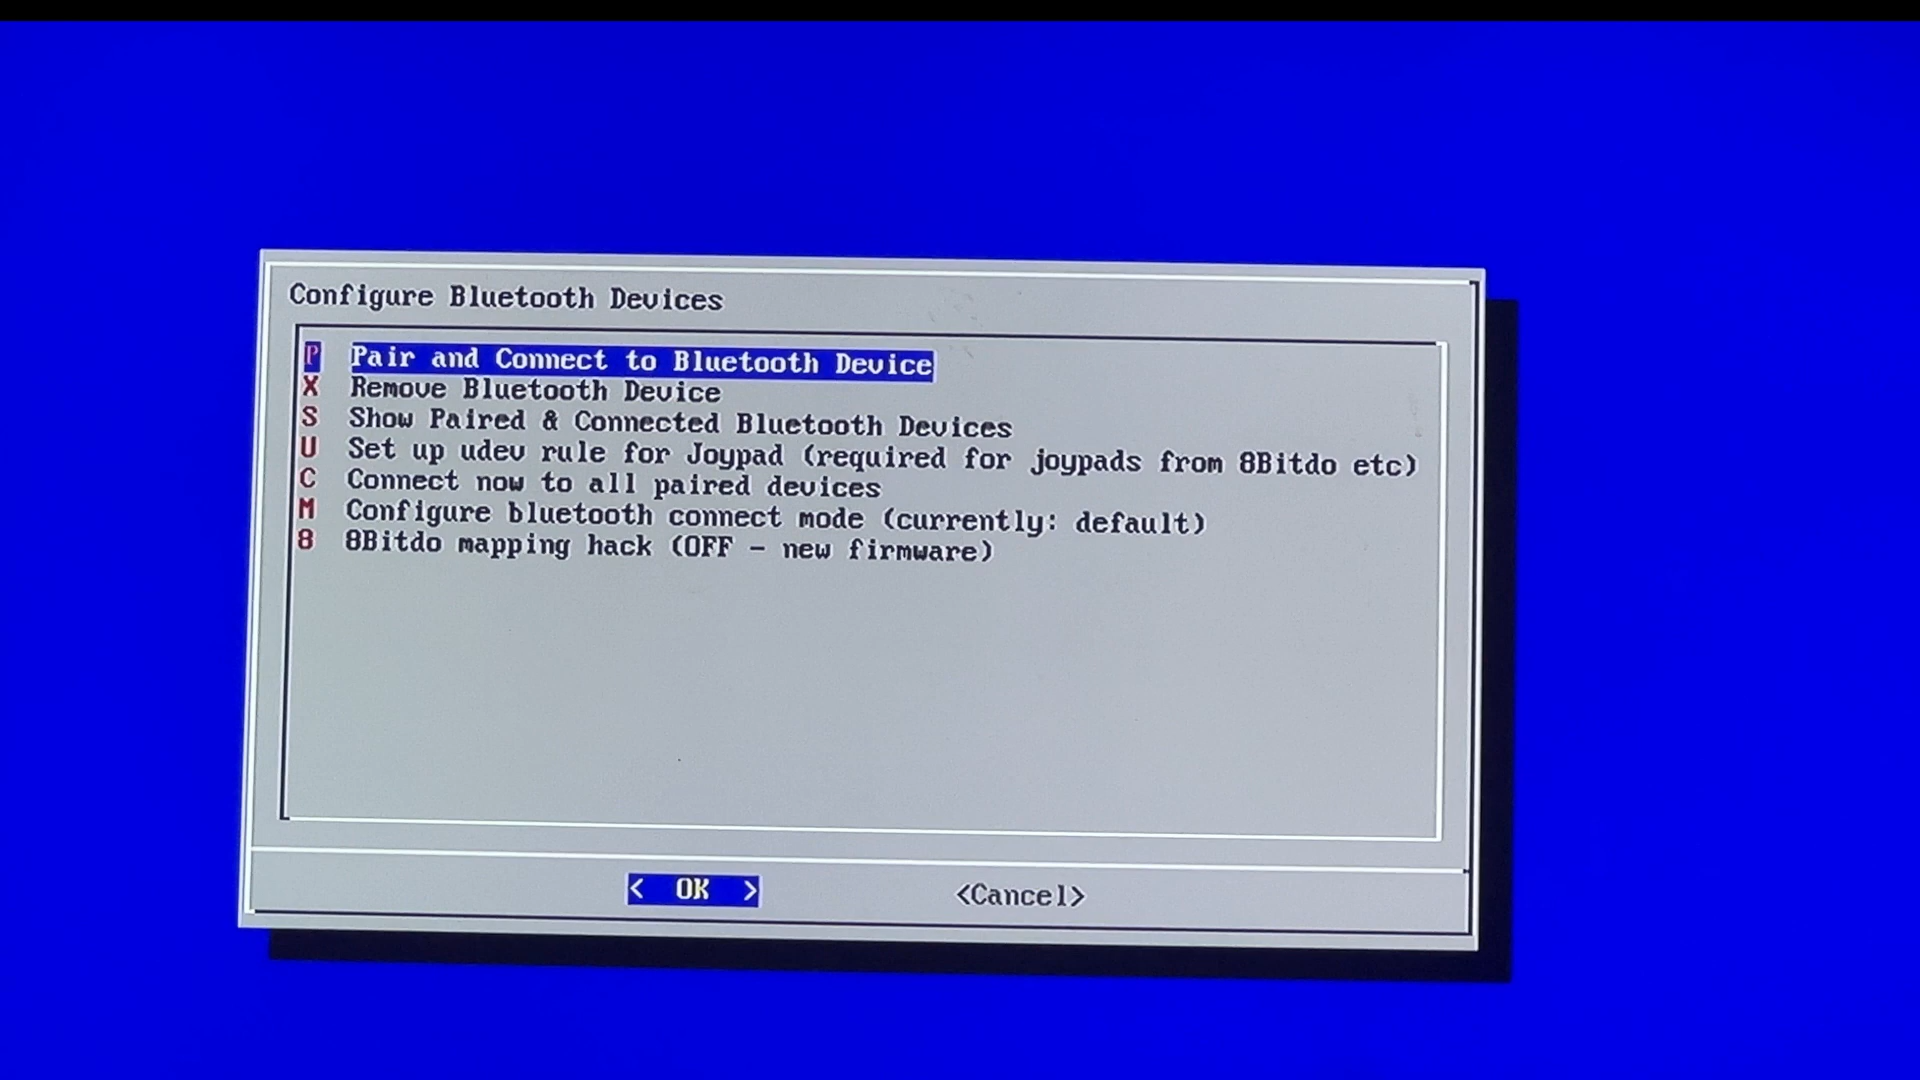 Configure Bluetooth Devices
P Pair and Connect to Bluetooth Device
X Remove Bluetooth Device
S Show Paired & Connected Bluetooth Devices
U Set up udev rule for Joypad (required for joypads from 8Bitdo etc)
C Connect now to all paired devices
M Configure bluetooth connect mode (currently: default)
8 8Bitdo mapping hack (OFF - new firmware)
< OK > <Cancel>